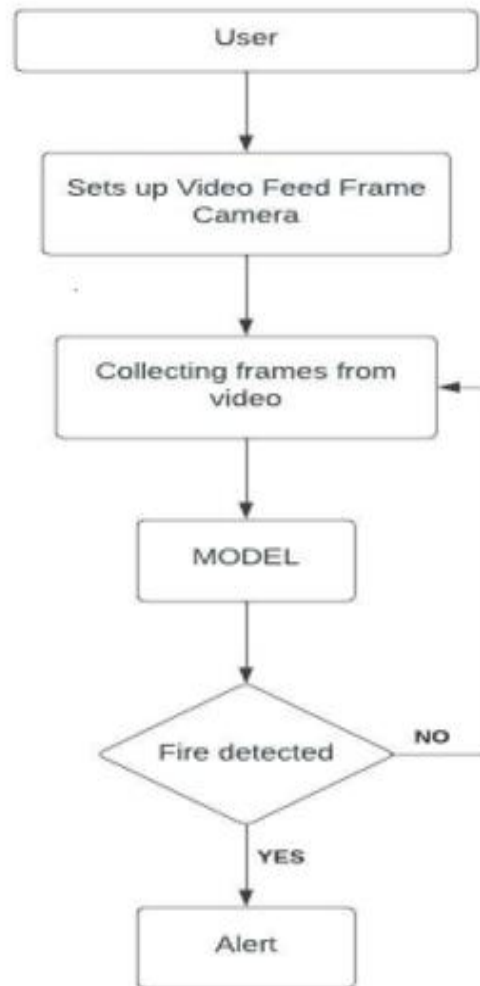 User
Sets up Video Feed Frame
Camera
Collecting frames from
video
MODEL
Fire detected
NO
YES
Alert